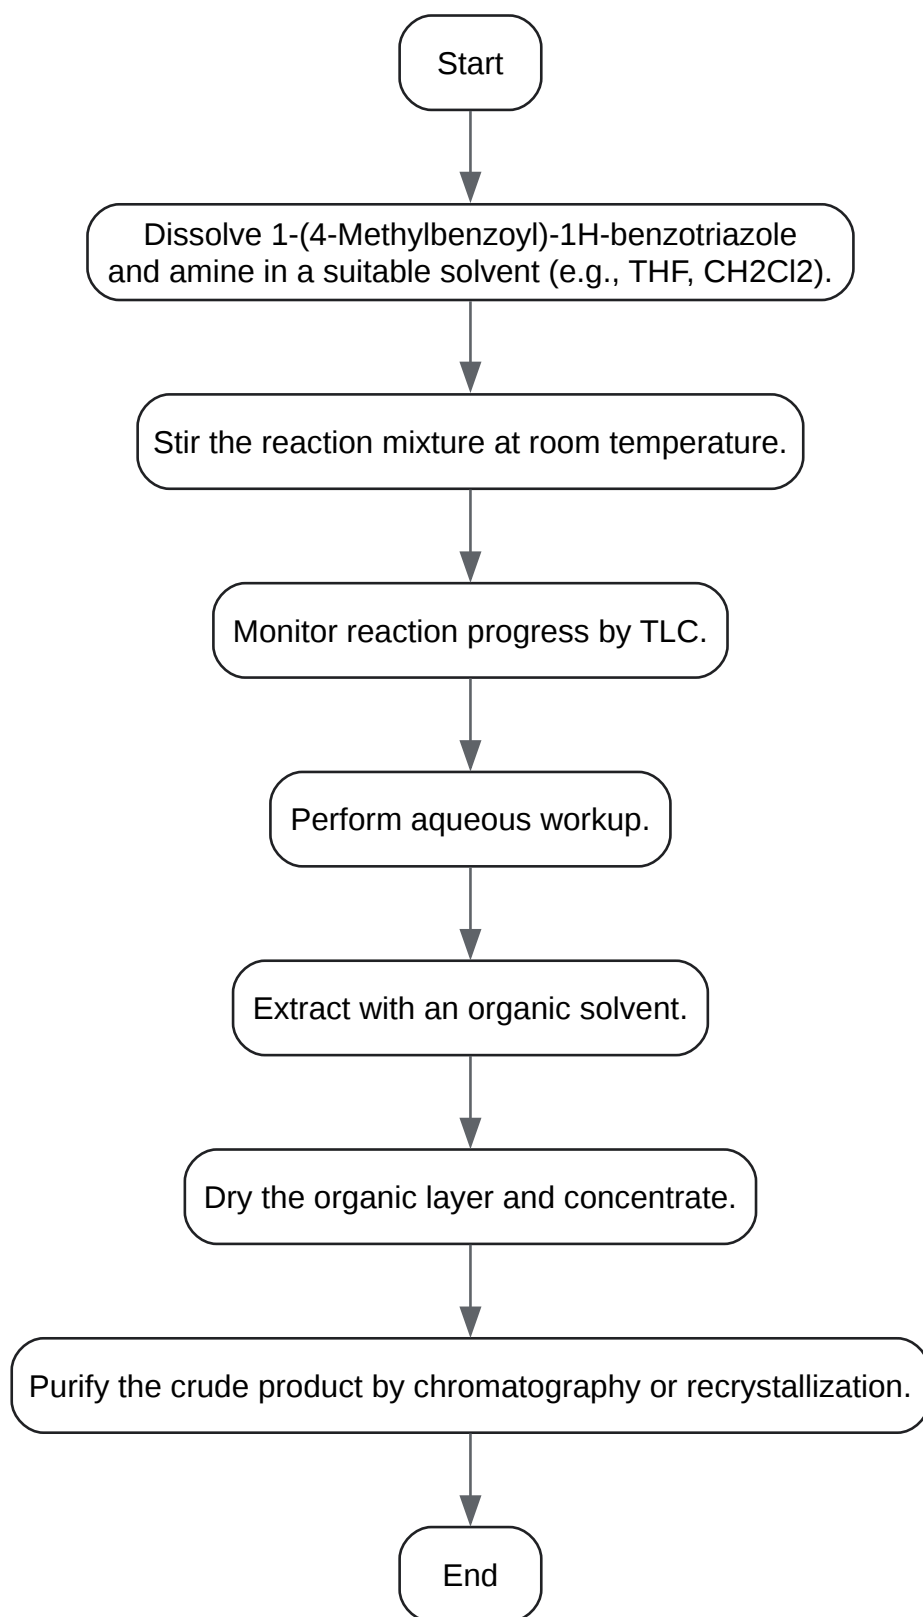 Start
Dissolve 1-(4-Methylbenzoyl)-1H-benzotriazole
and amine in a suitable solvent (e.g., THF, CH2Cl2).
Stir the reaction mixture at room temperature.
Monitor reaction progress by TLC.
Perform aqueous workup.
Extract with an organic solvent.
Dry the organic layer and concentrate.
Purify the crude product by chromatography or recrystallization.
End